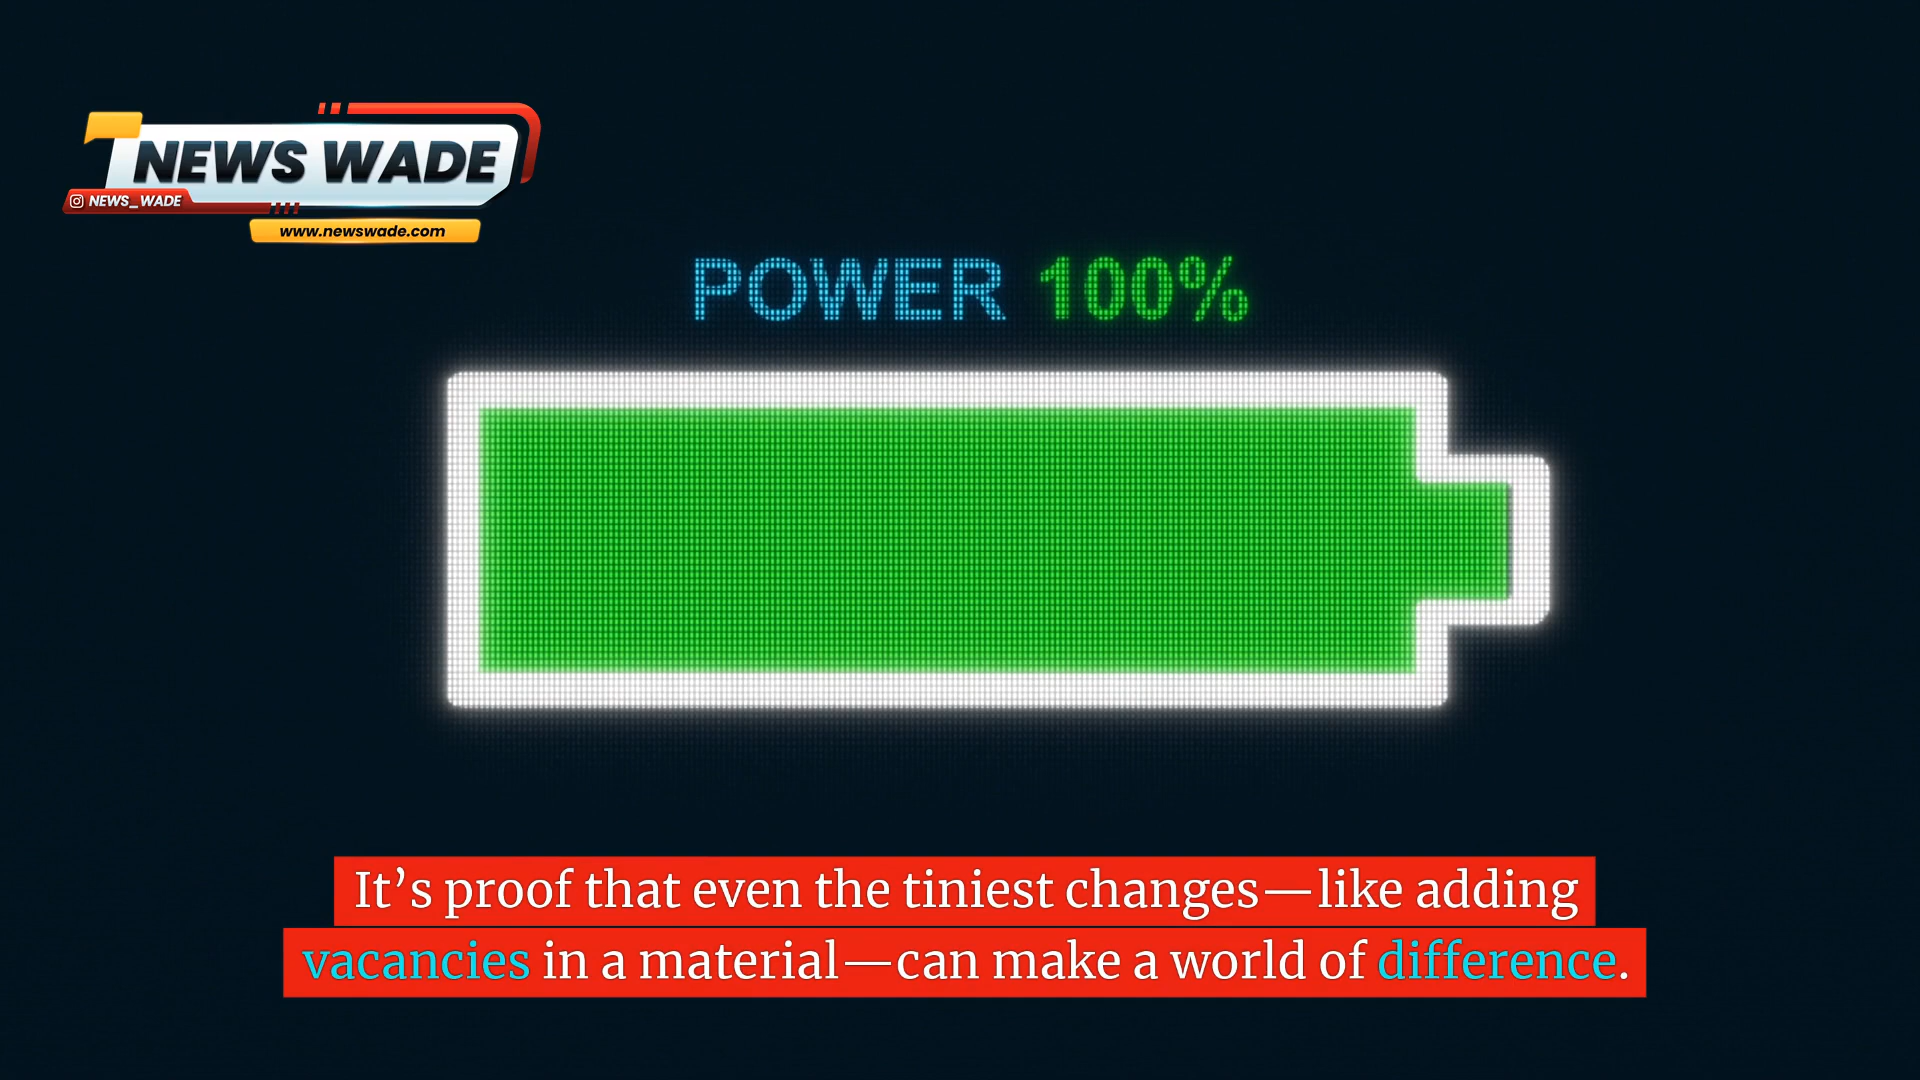 NEWS WADE
NEWS_WADE
www.newswade.com
POWER 100%
It’s proof that even the tiniest changes—like adding
vacancies in a material—can make a world of difference.